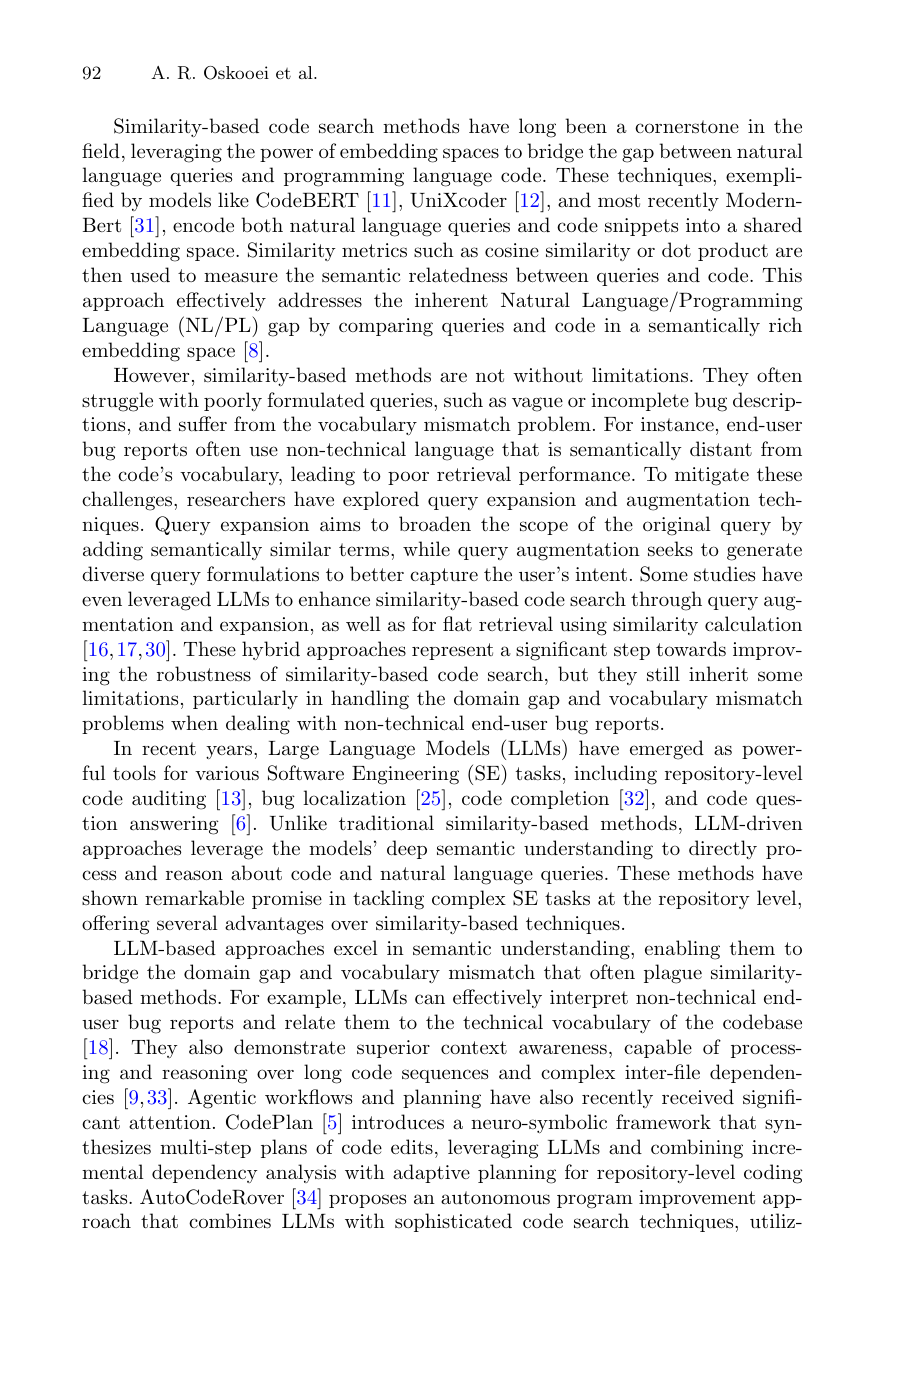 92 A. R. Oskooei et al.
Similarity-based code search methods have long been a cornerstone in the
field, leveraging the power of embedding spaces to bridge the gap between natural
language queries and programming language code. These techniques, exempli-
fied by models like CodeBERT [11], UniXcoder [12], and most recently Modern-
Bert [31], encode both natural language queries and code snippets into a shared
embedding space. Similarity metrics such as cosine similarity or dot product are
then used to measure the semantic relatedness between queries and code. This
approach effectively addresses the inherent Natural Language/Programming
Language (NL/PL) gap by comparing queries and code in a semantically rich
embedding space [8].
However, similarity-based methods are not without limitations. They often
struggle with poorly formulated queries, such as vague or incomplete bug descrip-
tions, and suffer from the vocabulary mismatch problem. For instance, end-user
bug reports often use non-technical language that is semantically distant from
the code's vocabulary, leading to poor retrieval performance. To mitigate these
challenges, researchers have explored query expansion and augmentation tech-
niques. Query expansion aims to broaden the scope of the original query by
adding semantically similar terms, while query augmentation seeks to generate
diverse query formulations to better capture the user's intent. Some studies have
even leveraged LLMs to enhance similarity-based code search through query aug-
mentation and expansion, as well as for flat retrieval using similarity calculation
[16,17,30]. These hybrid approaches represent a significant step towards improv-
ing the robustness of similarity-based code search, but they still inherit some
limitations, particularly in handling the domain gap and vocabulary mismatch
problems when dealing with non-technical end-user bug reports.
In recent years, Large Language Models (LLMs) have emerged as power-
ful tools for various Software Engineering (SE) tasks, including repository-level
code auditing [13], bug localization [25], code completion [32], and code ques-
tion answering [6]. Unlike traditional similarity-based methods, LLM-driven
approaches leverage the models' deep semantic understanding to directly pro-
cess and reason about code and natural language queries. These methods have
shown remarkable promise in tackling complex SE tasks at the repository level,
offering several advantages over similarity-based techniques.
LLM-based approaches excel in semantic understanding, enabling them to
bridge the domain gap and vocabulary mismatch that often plague similarity-
based methods. For example, LLMs can effectively interpret non-technical end-
user bug reports and relate them to the technical vocabulary of the codebase
[18]. They also demonstrate superior context awareness, capable of process-
ing and reasoning over long code sequences and complex inter-file dependen-
cies [9,33]. Agentic workflows and planning have also recently received signifi-
cant attention. CodePlan [5] introduces a neuro-symbolic framework that syn-
thesizes multi-step plans of code edits, leveraging LLMs and combining incre-
mental dependency analysis with adaptive planning for repository-level coding
tasks. AutoCodeRover [34] proposes an autonomous program improvement app-
roach that combines LLMs with sophisticated code search techniques, utiliz-